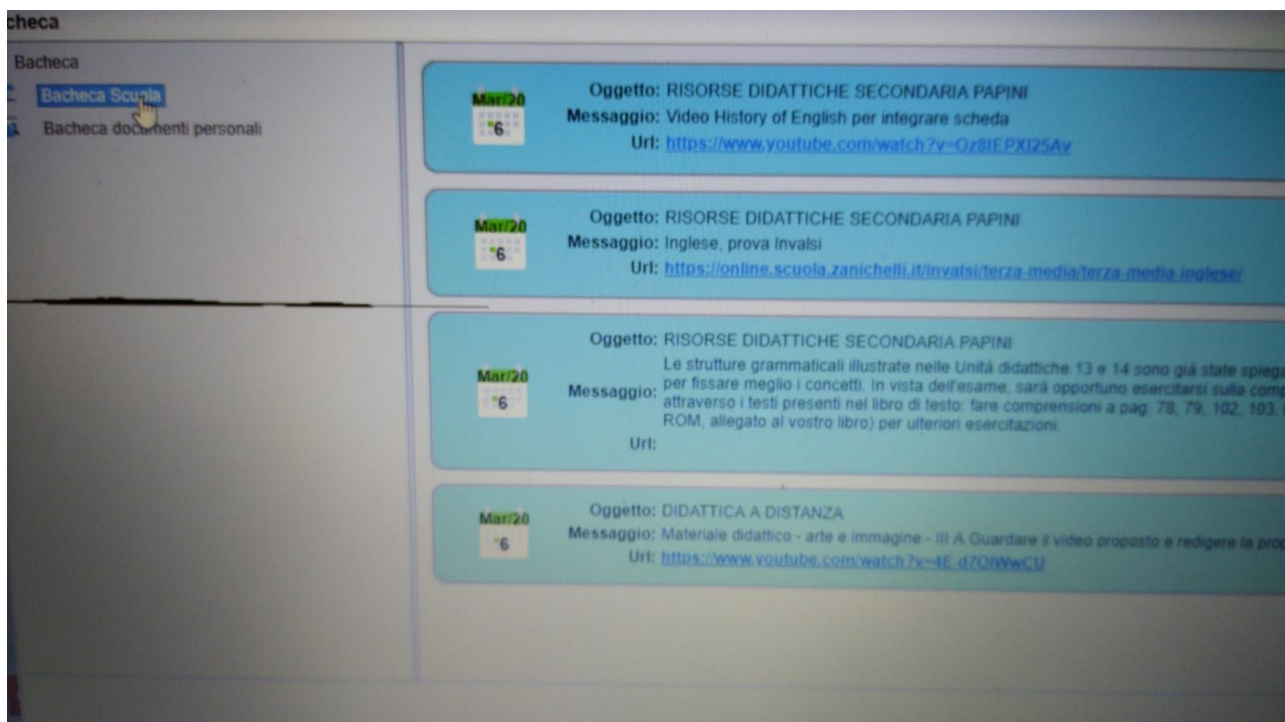 checa
Bacheca
Bacheca Scuola
Bacheca documenti personali
Mar/20
6
Oggetto: RISORSE DIDATTICHE SECONDARIA PAPINI
Messaggio: Video History of English per integrare scheda
Url: https://www.youtube.com/watch?v=
Mar/20
6
Oggetto: RISORSE DIDATTICHE SECONDARIA PAPINI
Messaggio: Inglese, prova Invalsi
Url: https://online.scuola.zanichelli.it/invalsi/terza-media/terza-media-inglese/
Mar/20
6
Oggetto: RISORSE DIDATTICHE SECONDARIA PAPINI
Messaggio:
Le strutture grammaticali illustrate nelle Unità didattiche 13 e 14 sono già state spiega
per fissare meglio i concetti. In vista dell'esame, sarà opportuno esercitarsi sulla comp
attraverso i testi presenti nel libro di testo: fare comprensioni a pag. 78, 79, 102, 103.
ROM, allegato al vostro libro) per ulteriori esercitazioni.
Url:
Mar/20
6
Oggetto: DIDATTICA A DISTANZA
Messaggio: Materiale didattico - arte e immagine - III A Guardare il video proposto e redigere la prop
Url: https://www.youtube.com/watch?v=